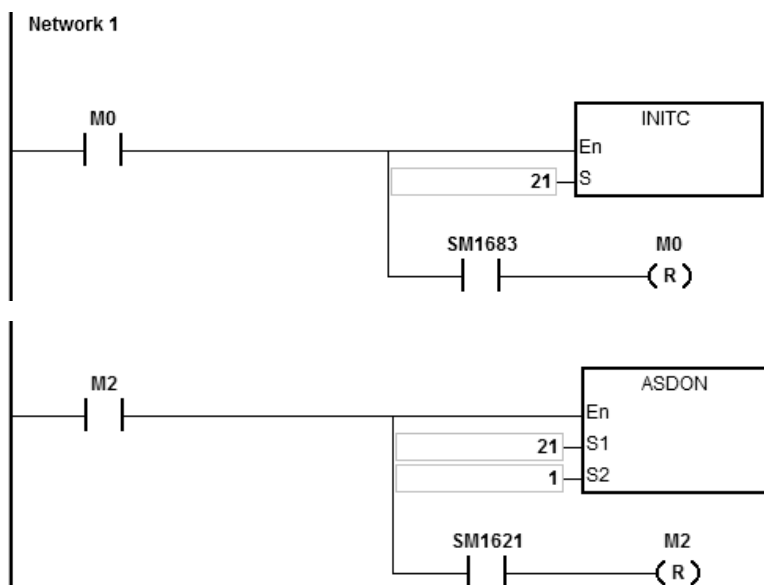 Network 1
M0
INITC
En
21 S
SM1683 M0
( R )
M2
ASDON
En
21 S1
1 S2
SM1621 M2
( R )